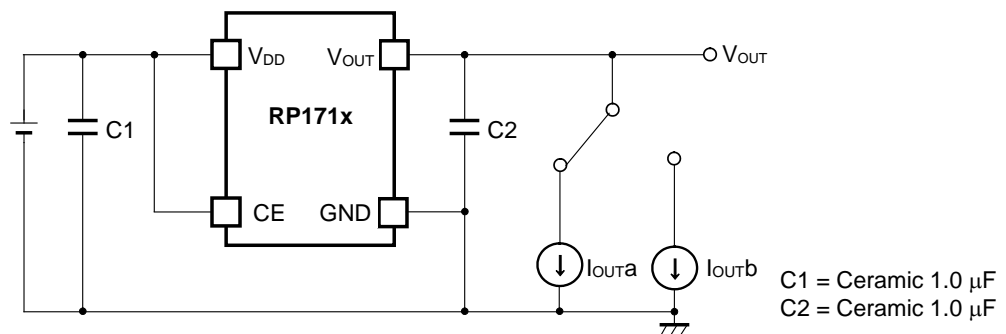 VDD
VOUT
VOUT
RP171x
C1
C2
CE
GND
IOUTa
IOUTb
C1 = Ceramic 1.0 μF
C2 = Ceramic 1.0 μF